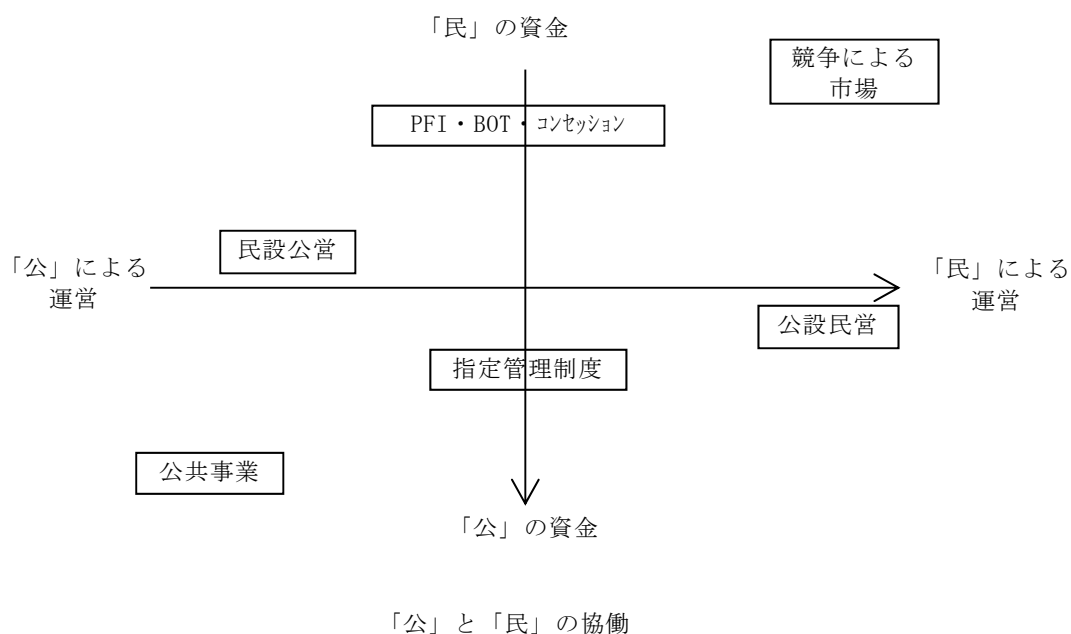 「民」の資金
競争による
市場
PFI・BOT・コンセッション
民設公営
「公」による
運営
「民」による
運営
公設民営
指定管理制度
公共事業
「公」の資金
「公」と「民」の協働